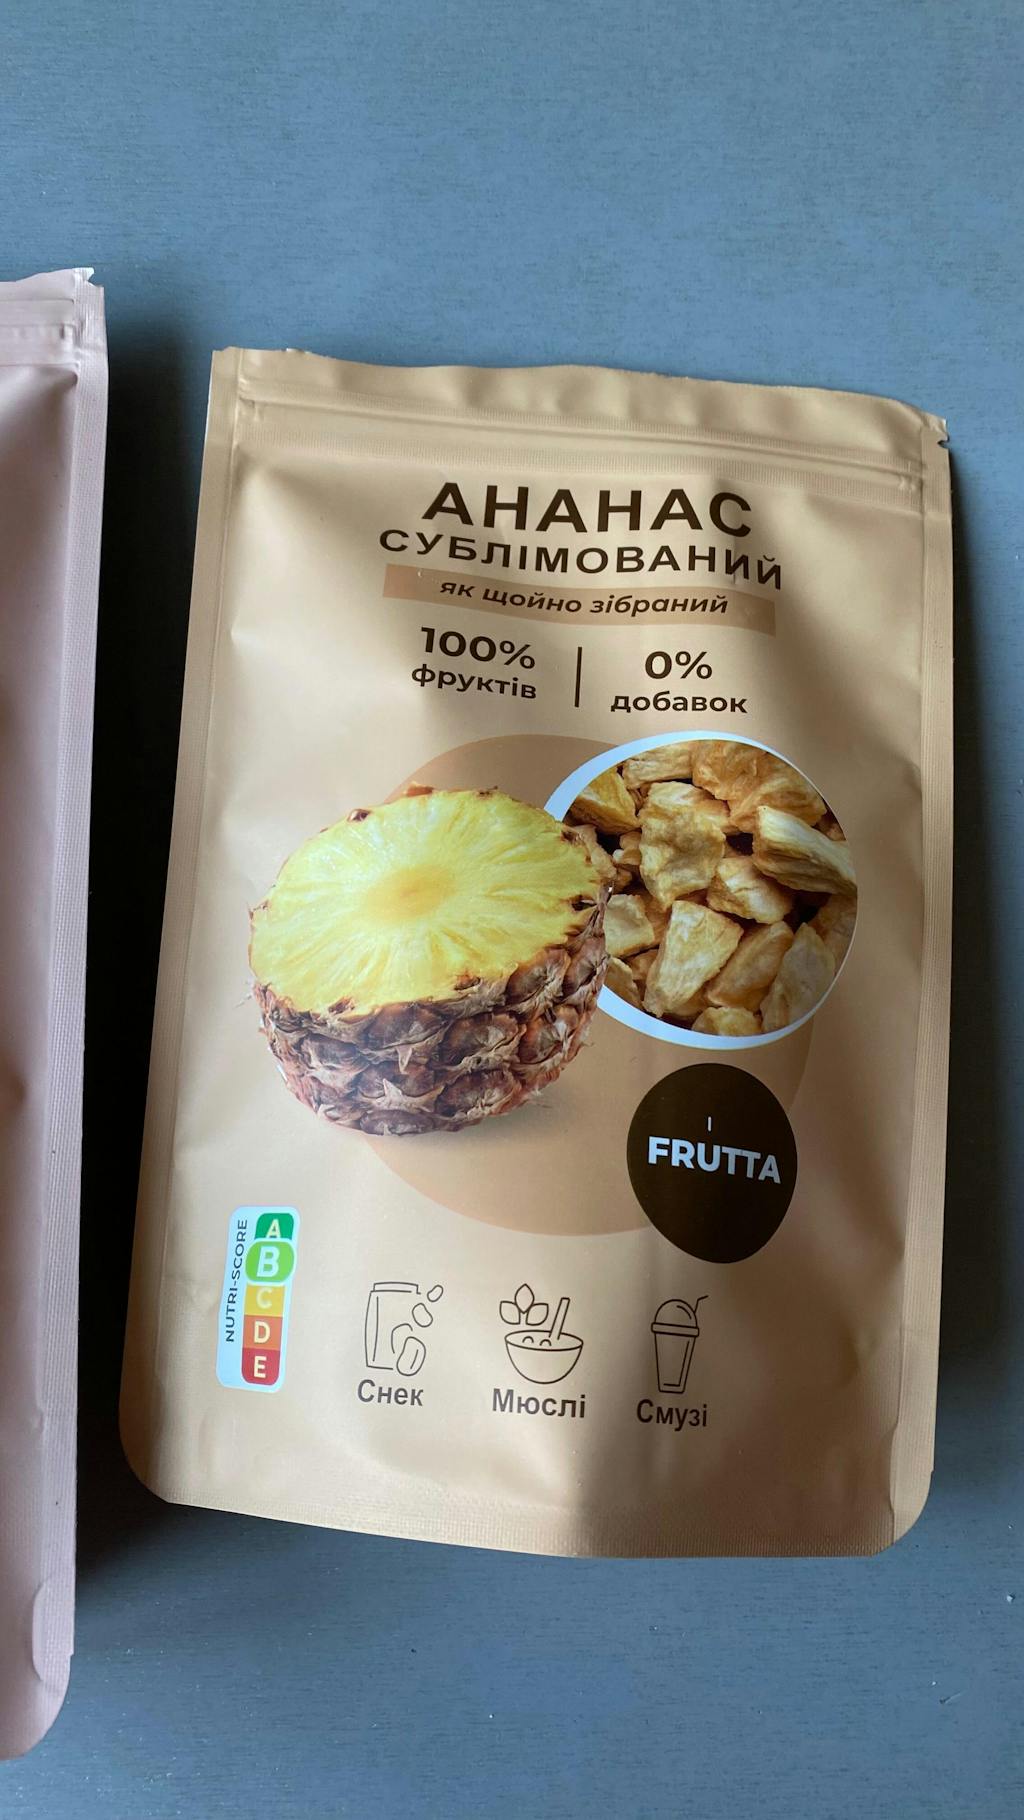 АНАНАС
СУБЛІМОВАНИЙ
як щойно зібраний
100%
фруктів
0%
добавок
I
FRUTTA
NUTRI-SCORE
A
B
C
D
E
Снек
Мюслі
Смузі